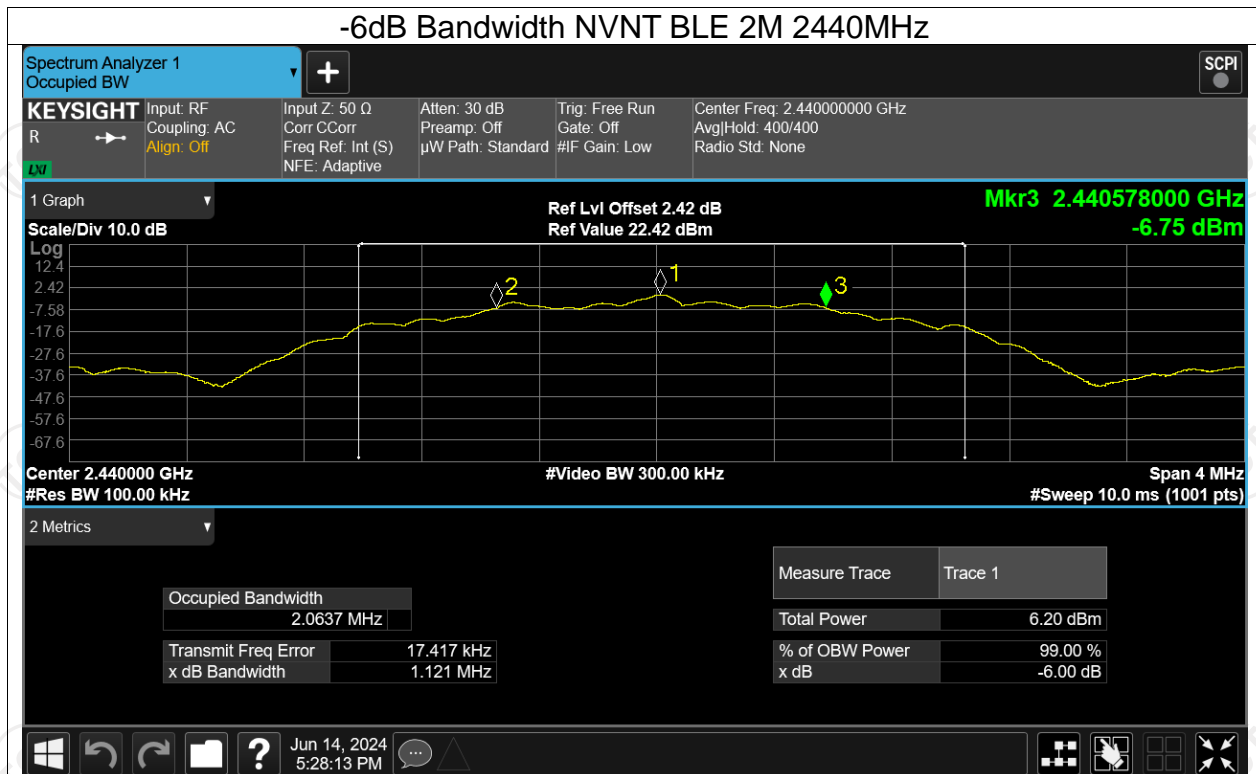 -6dB Bandwidth NVNT BLE 2M 2440MHz
Spectrum Analyzer 1
Occupied BW
SCPI
KEYSIGHT
R
LXI
Input: RF
Coupling: AC
Align: Off
Input Z: 50 Ω
Corr CCorr
Freq Ref: Int (S)
NFE: Adaptive
Atten: 30 dB
Preamp: Off
µW Path: Standard
Trig: Free Run
Gate: Off
#IF Gain: Low
Center Freq: 2.440000000 GHz
Avg|Hold: 400/400
Radio Std: None
1 Graph
Scale/Div 10.0 dB
Ref Lvl Offset 2.42 dB
Ref Value 22.42 dBm
Mkr3 2.440578000 GHz
-6.75 dBm
Log
12.4
2.42
-7.58
-17.6
-27.6
-37.6
-47.6
-57.6
-67.6
2
1
3
Center 2.440000 GHz
#Res BW 100.00 kHz
#Video BW 300.00 kHz
Span 4 MHz
#Sweep 10.0 ms (1001 pts)
2 Metrics
Occupied Bandwidth
2.0637 MHz
Transmit Freq Error 17.417 kHz
x dB Bandwidth 1.121 MHz
Measure Trace Trace 1
Total Power 6.20 dBm
% of OBW Power 99.00 %
x dB -6.00 dB
?
Jun 14, 2024
5:28:13 PM